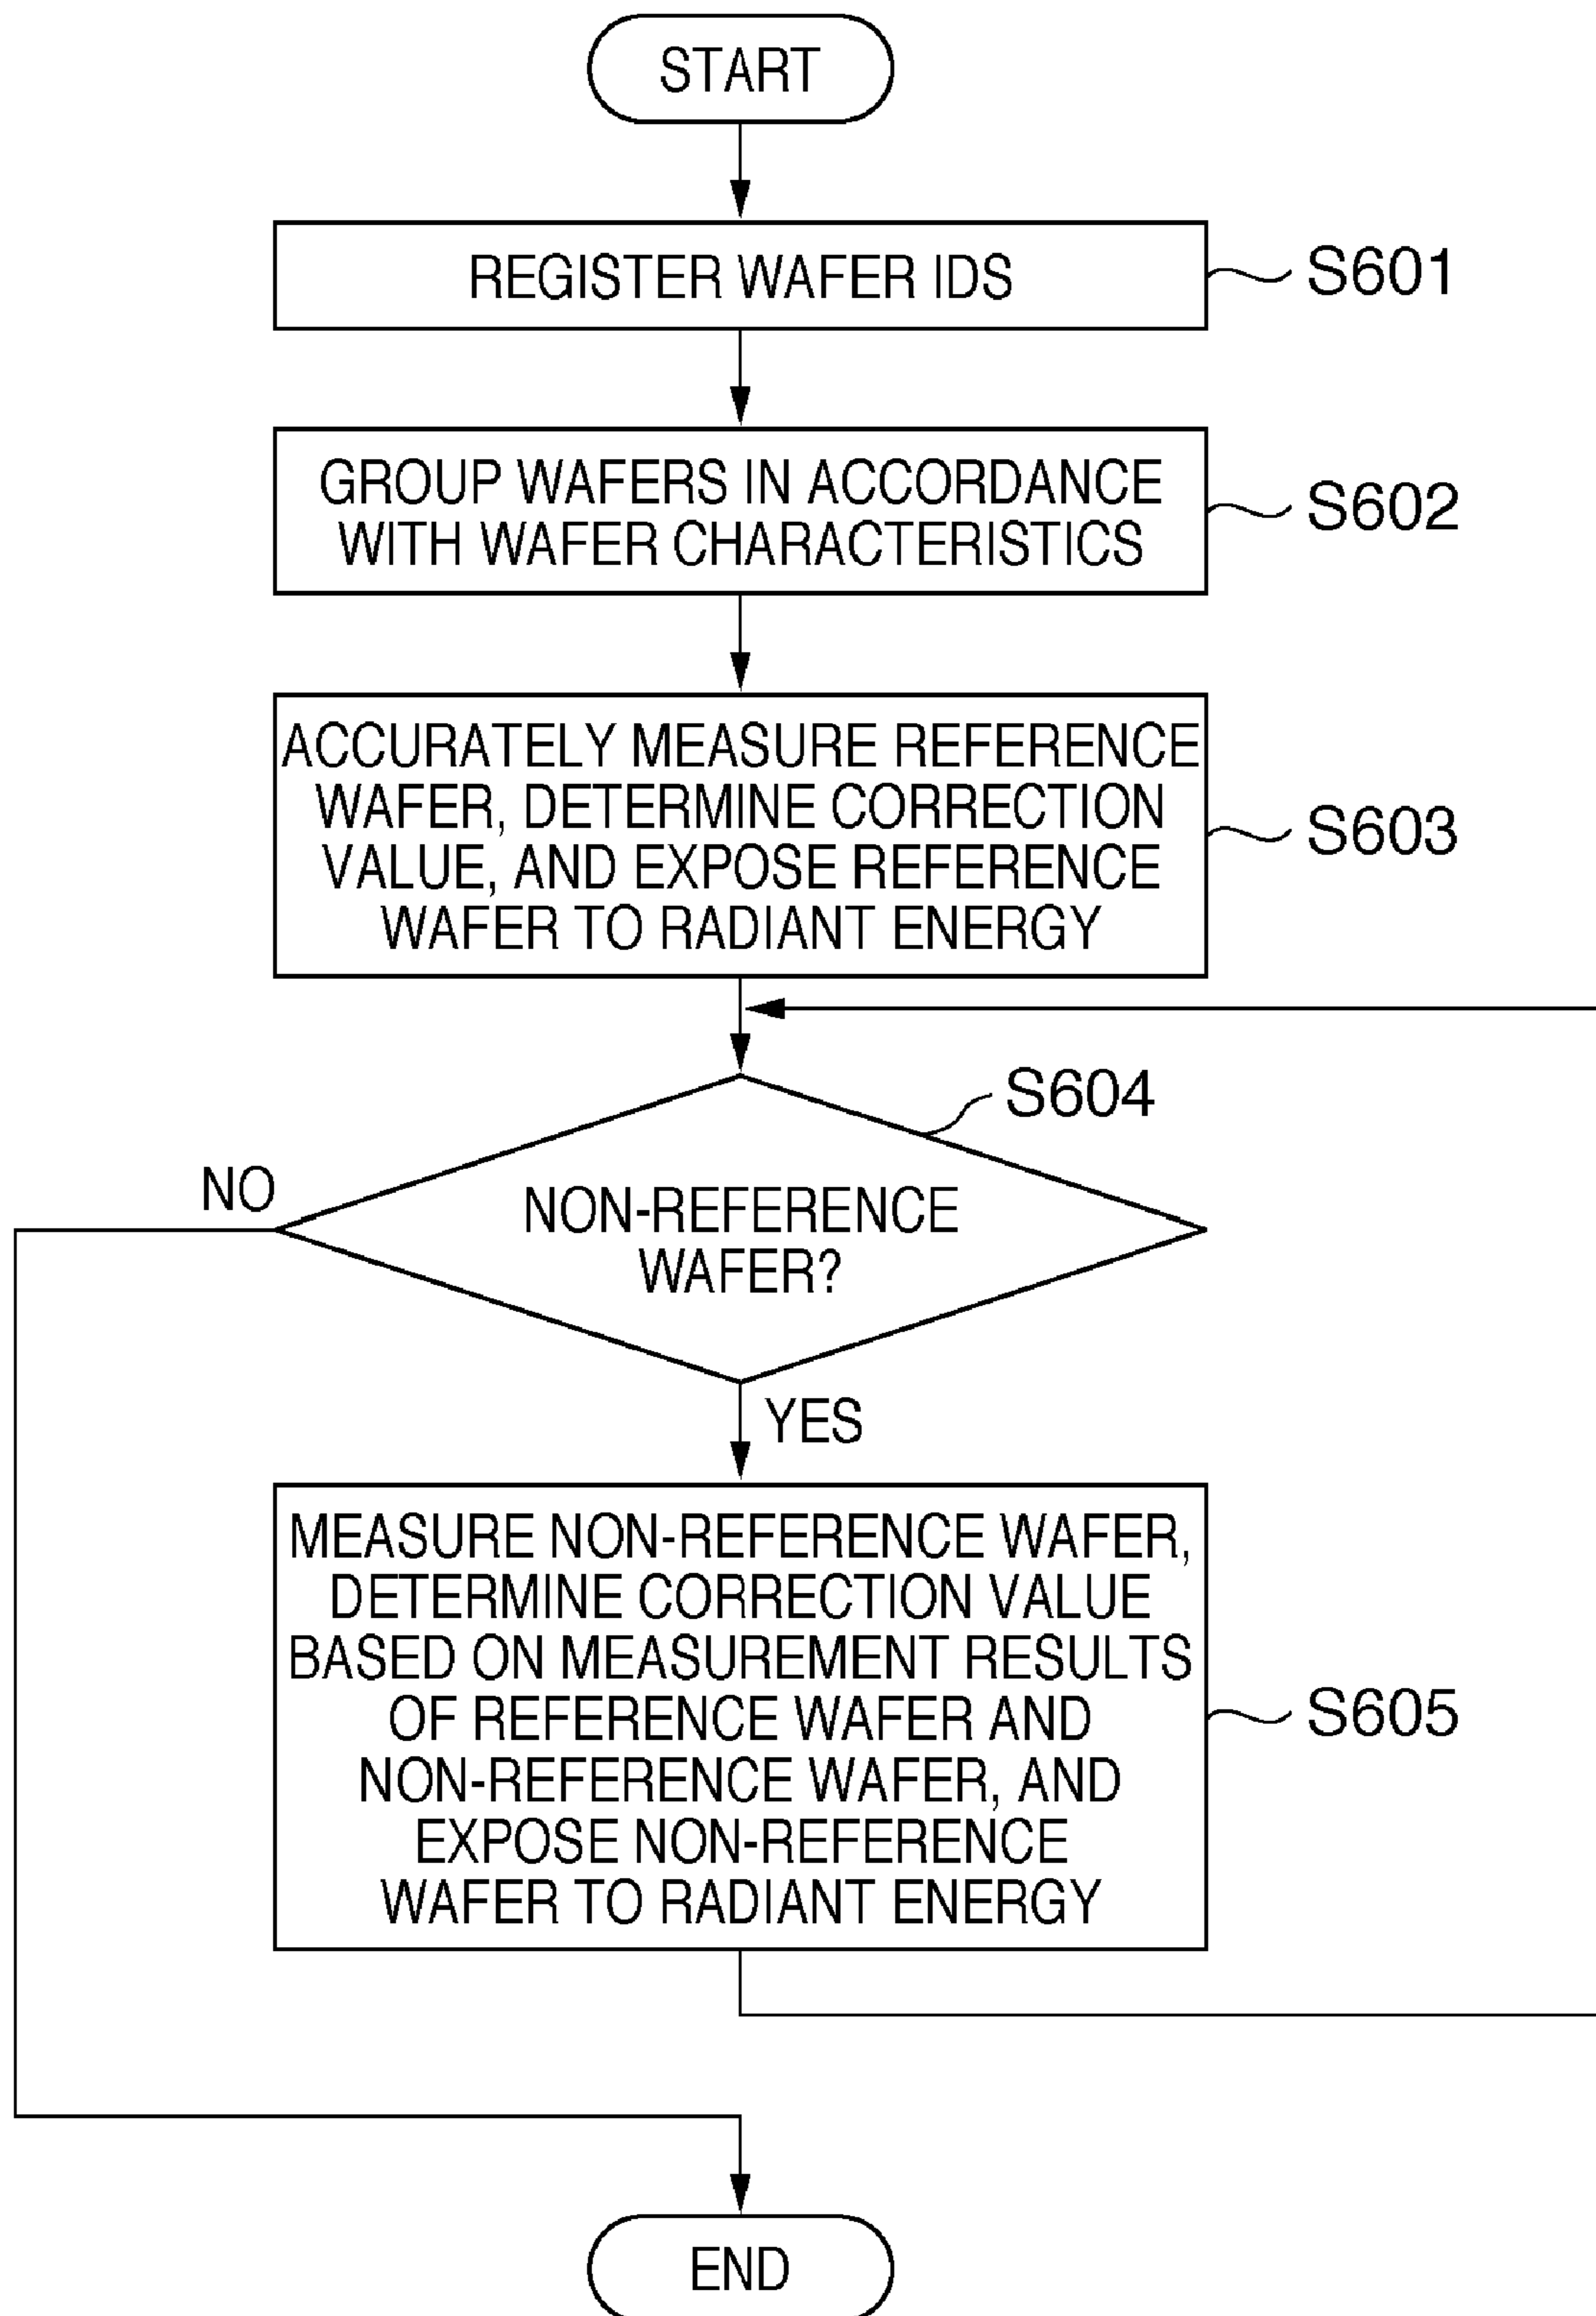 START
REGISTER WAFER IDS
S601
GROUP WAFERS IN ACCORDANCE
WITH WAFER CHARACTERISTICS
S602
ACCURATELY MEASURE REFERENCE
WAFER, DETERMINE CORRECTION
VALUE, AND EXPOSE REFERENCE
WAFER TO RADIANT ENERGY
S603
S604
NO
NON-REFERENCE
WAFER?
YES
MEASURE NON-REFERENCE WAFER,
DETERMINE CORRECTION VALUE
BASED ON MEASUREMENT RESULTS
OF REFERENCE WAFER AND
NON-REFERENCE WAFER, AND
EXPOSE NON-REFERENCE
WAFER TO RADIANT ENERGY
S605
END